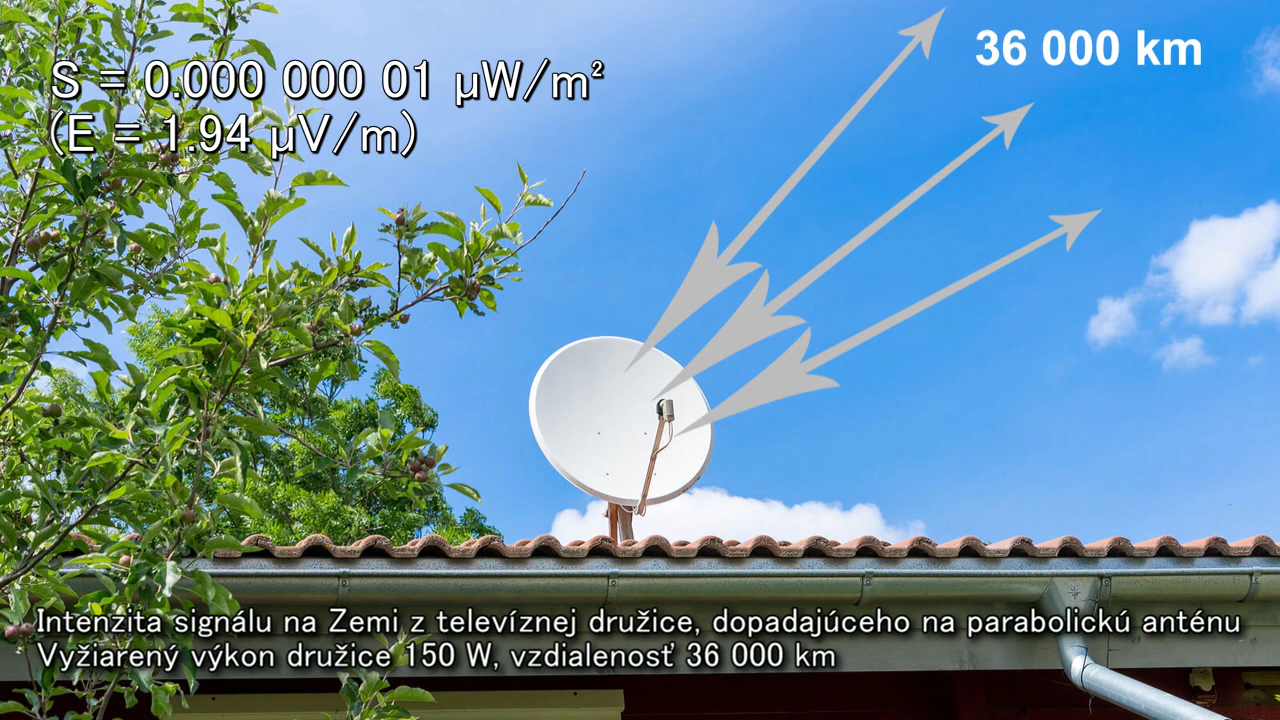 S = 0.000 000 01 µW/m²
(E = 1.94 µV/m)
36 000 km
Intenzita signálu na Zemi z televíznej družice, dopadajúceho na parabolickú anténu
Vyžiarený výkon družice 150 W, vzdialenosť 36 000 km